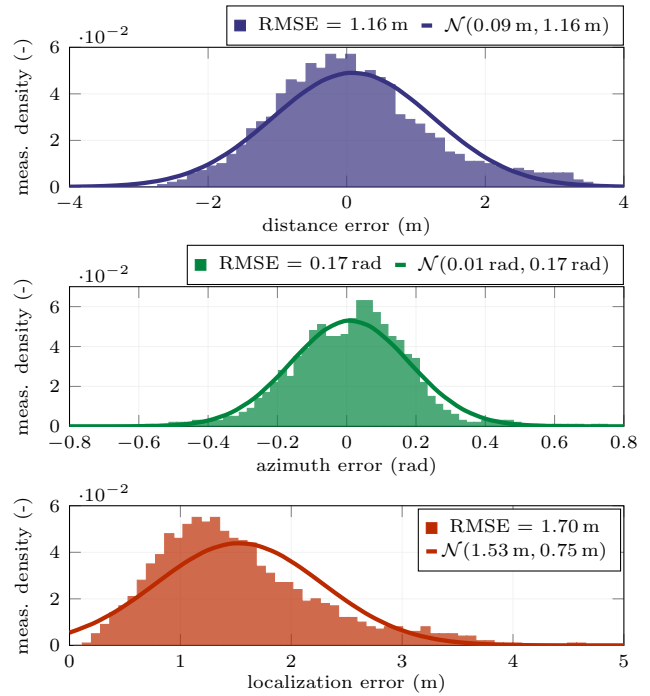 RMSE = 1.16 m N(0.09 m, 1.16 m)
·10⁻²
6
4
2
0
meas. density (-)
−4 −2 0 2 4
distance error (m)
RMSE = 0.17 rad N(0.01 rad, 0.17 rad)
·10⁻²
6
4
2
0
meas. density (-)
−0.8 −0.6 −0.4 −0.2 0 0.2 0.4 0.6 0.8
azimuth error (rad)
·10⁻²
RMSE = 1.70 m
N(1.53 m, 0.75 m)
6
4
2
0
meas. density (-)
0 1 2 3 4 5
localization error (m)